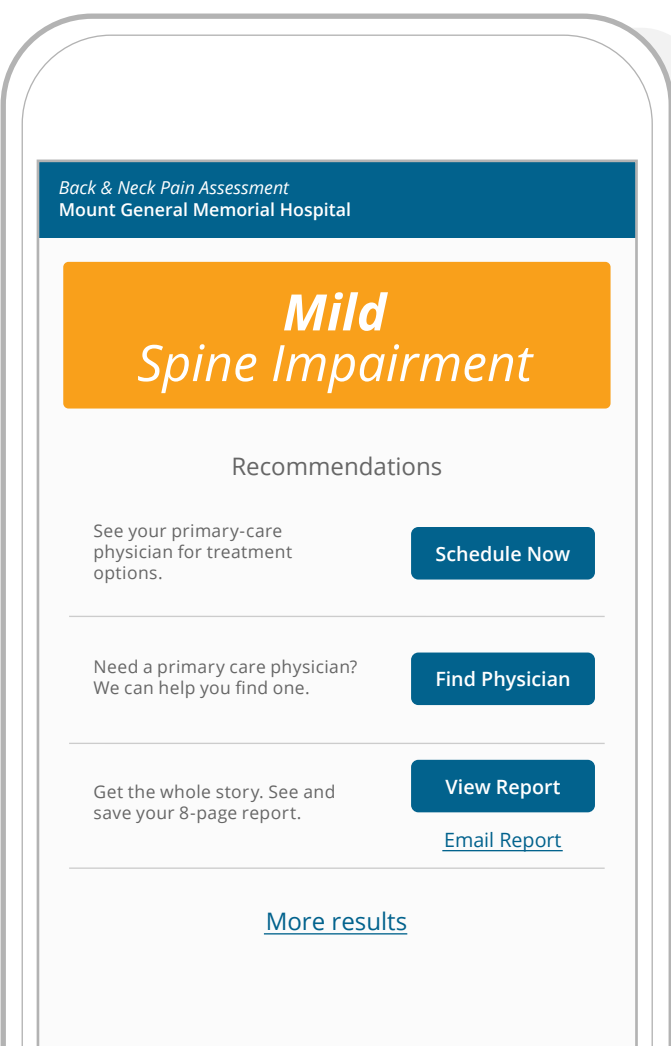 Back & Neck Pain Assessment
Mount General Memorial Hospital
Mild
Spine Impairment
Recommendations
See your primary-care
physician for treatment
options.
Schedule Now
Need a primary care physician?
We can help you find one.
Find Physician
Get the whole story. See and
save your 8-page report.
View Report
Email Report
More results